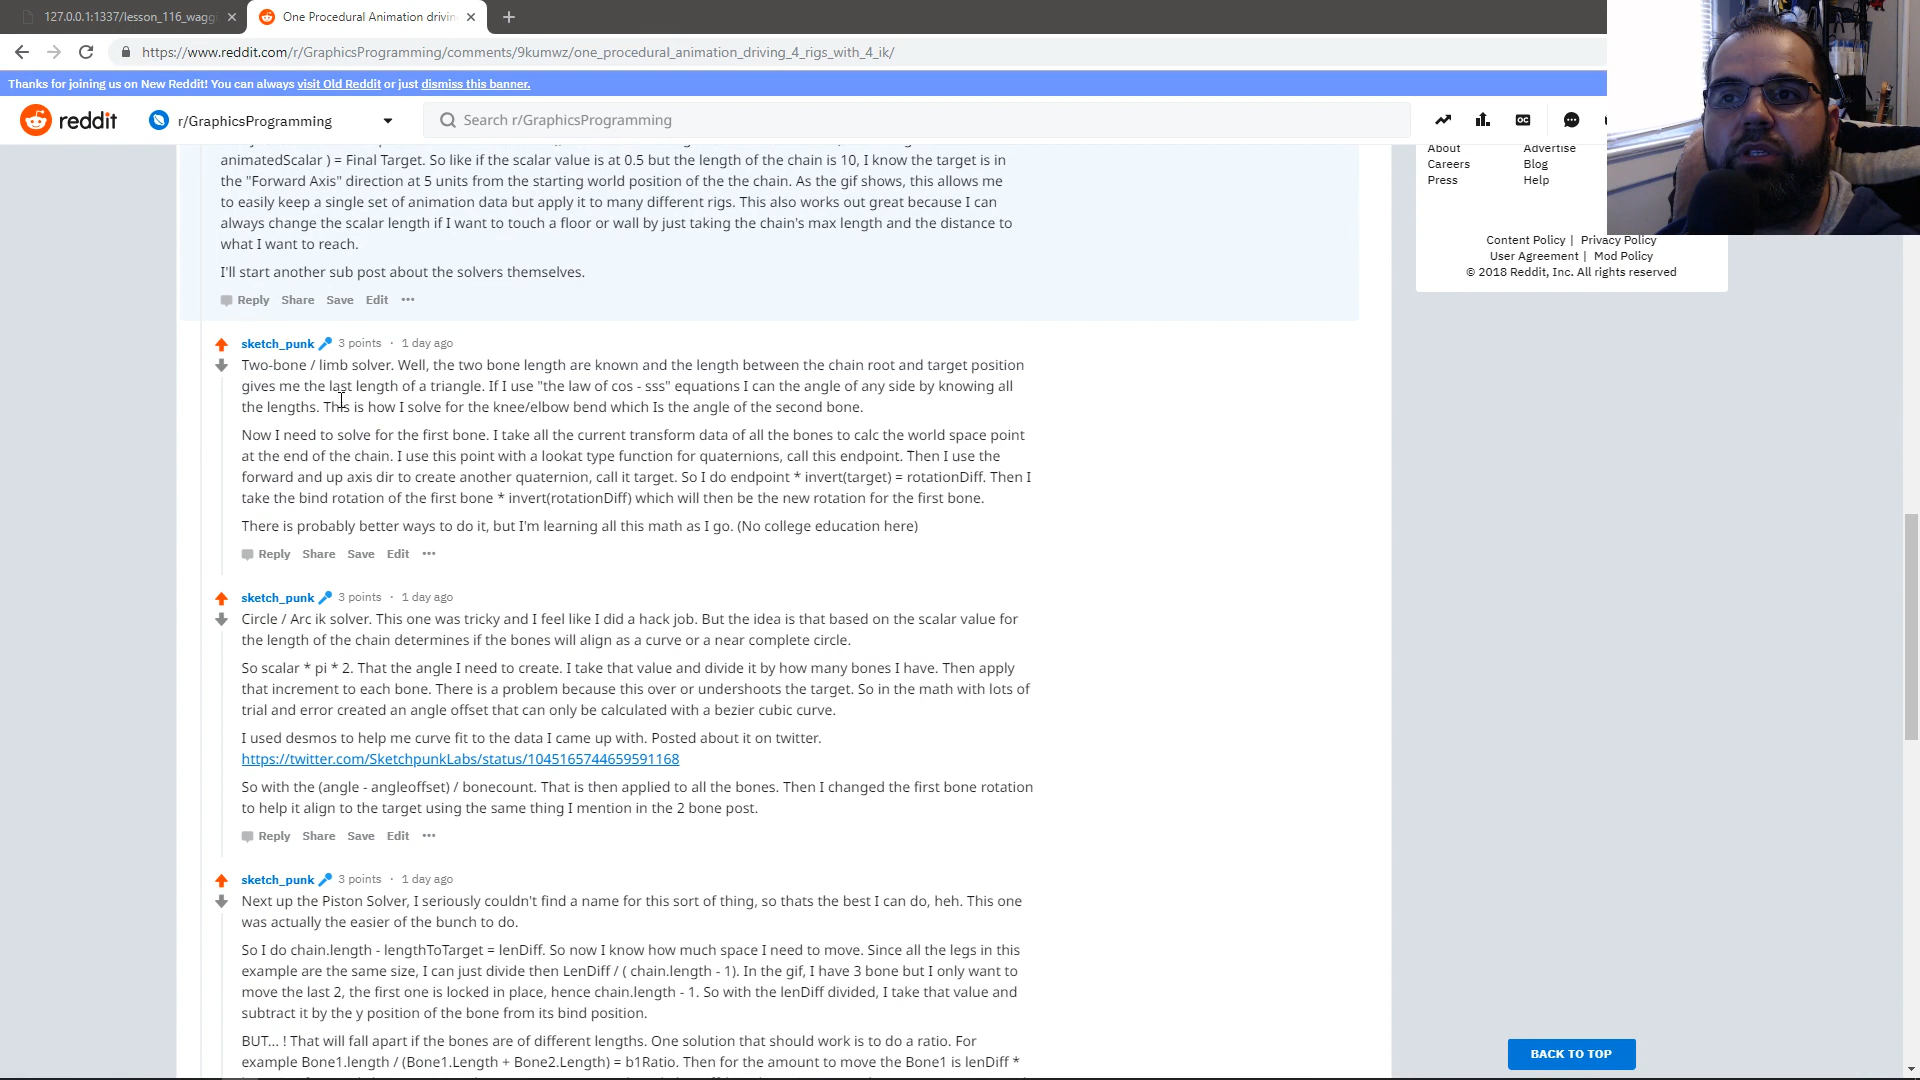 127.0.0.1:1337/lesson_116_wagg
One Procedural Animation drivin
https://www.reddit.com/r/GraphicsProgramming/comments/9kumwz/one_procedural_animation_driving_4_rigs_with_4_ik/
Thanks for joining us on New Reddit! You can always visit Old Reddit or just dismiss this banner.
reddit
r/GraphicsProgramming
Search r/GraphicsProgramming
animatedScalar ) = Final Target. So like if the scalar value is at 0.5 but the length of the chain is 10, I know the target is in
the "Forward Axis" direction at 5 units from the starting world position of the the chain. As the gif shows, this allows me
to easily keep a single set of animation data but apply it to many different rigs. This also works out great because I can
always change the scalar length if I want to touch a floor or wall by just taking the chain's max length and the distance to
what I want to reach.
I'll start another sub post about the solvers themselves.
Reply Share Save Edit
sketch_punk 3 points · 1 day ago
Two-bone / limb solver. Well, the two bone length are known and the length between the chain root and target position
gives me the last length of a triangle. If I use "the law of cos - sss" equations I can the angle of any side by knowing all
the lengths. This is how I solve for the knee/elbow bend which Is the angle of the second bone.
Now I need to solve for the first bone. I take all the current transform data of all the bones to calc the world space point
at the end of the chain. I use this point with a lookat type function for quaternions, call this endpoint. Then I use the
forward and up axis dir to create another quaternion, call it target. So I do endpoint * invert(target) = rotationDiff. Then I
take the bind rotation of the first bone * invert(rotationDiff) which will then be the new rotation for the first bone.
There is probably better ways to do it, but I'm learning all this math as I go. (No college education here)
Reply Share Save Edit
sketch_punk 3 points · 1 day ago
Circle / Arc ik solver. This one was tricky and I feel like I did a hack job. But the idea is that based on the scalar value for
the length of the chain determines if the bones will align as a curve or a near complete circle.
So scalar * pi * 2. That the angle I need to create. I take that value and divide it by how many bones I have. Then apply
that increment to each bone. There is a problem because this over or undershoots the target. So in the math with lots of
trial and error created an angle offset that can only be calculated with a bezier cubic curve.
I used desmos to help me curve fit to the data I came up with. Posted about it on twitter.
https://twitter.com/SketchpunkLabs/status/1045165744659591168
So with the (angle - angleoffset) / bonecount. That is then applied to all the bones. Then I changed the first bone rotation
to help it align to the target using the same thing I mention in the 2 bone post.
Reply Share Save Edit
sketch_punk 3 points · 1 day ago
Next up the Piston Solver, I seriously couldn't find a name for this sort of thing, so thats the best I can do, heh. This one
was actually the easier of the bunch to do.
So I do chain.length - lengthToTarget = lenDiff. So now I know how much space I need to move. Since all the legs in this
example are the same size, I can just divide then LenDiff / ( chain.length - 1). In the gif, I have 3 bone but I only want to
move the last 2, the first one is locked in place, hence chain.length - 1. So with the lenDiff divided, I take that value and
subtract it by the y position of the bone from its bind position.
BUT... ! That will fall apart if the bones are of different lengths. One solution that should work is to do a ratio. For
example Bone1.length / (Bone1.Length + Bone2.Length) = b1Ratio. Then for the amount to move the Bone1 is lenDiff *
About Advertise
Careers Blog
Press Help
Content Policy | Privacy Policy
User Agreement | Mod Policy
© 2018 Reddit, Inc. All rights reserved
BACK TO TOP